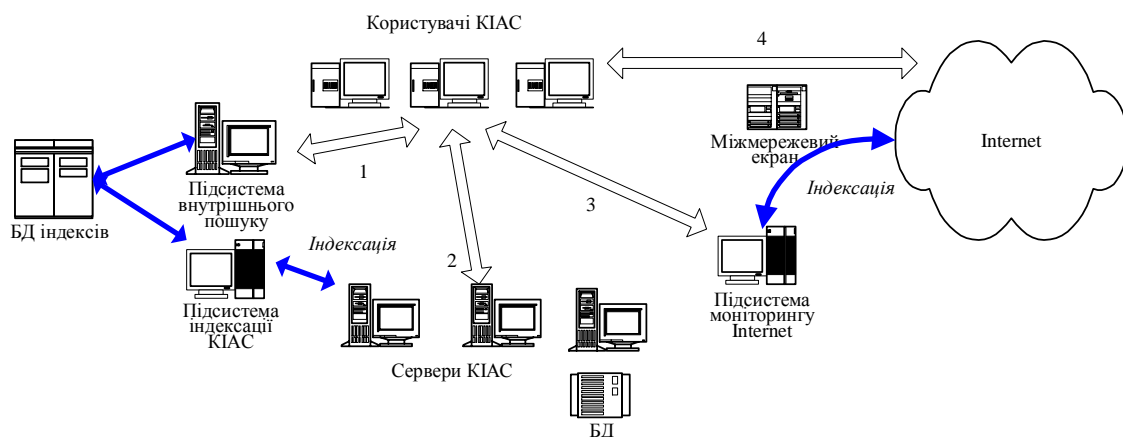 Користувачі КІАС
4
Міжмережевий
екран
Internet
1
Підсистема
внутрішнього
пошуку
Індексація
БД індексів
3
Індексація
2
Підсистема
індексації
КІАС
Підсистема
моніторингу
Internet
Сервери КІАС
БД